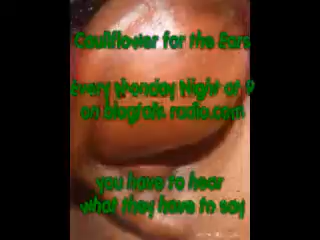 Cauliflower for the Ears
Every Monday Night at 9
on blogtalk radio.com
you have to hear
what they have to say